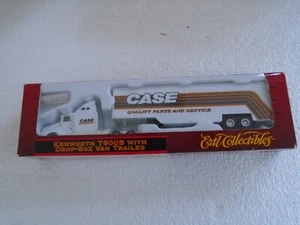 CASE
QUALITY PARTS AND SERVICE
CASE
KENWORTH T600B WITH
DROP-BOX VAN TRAILER
Ertl Collectibles